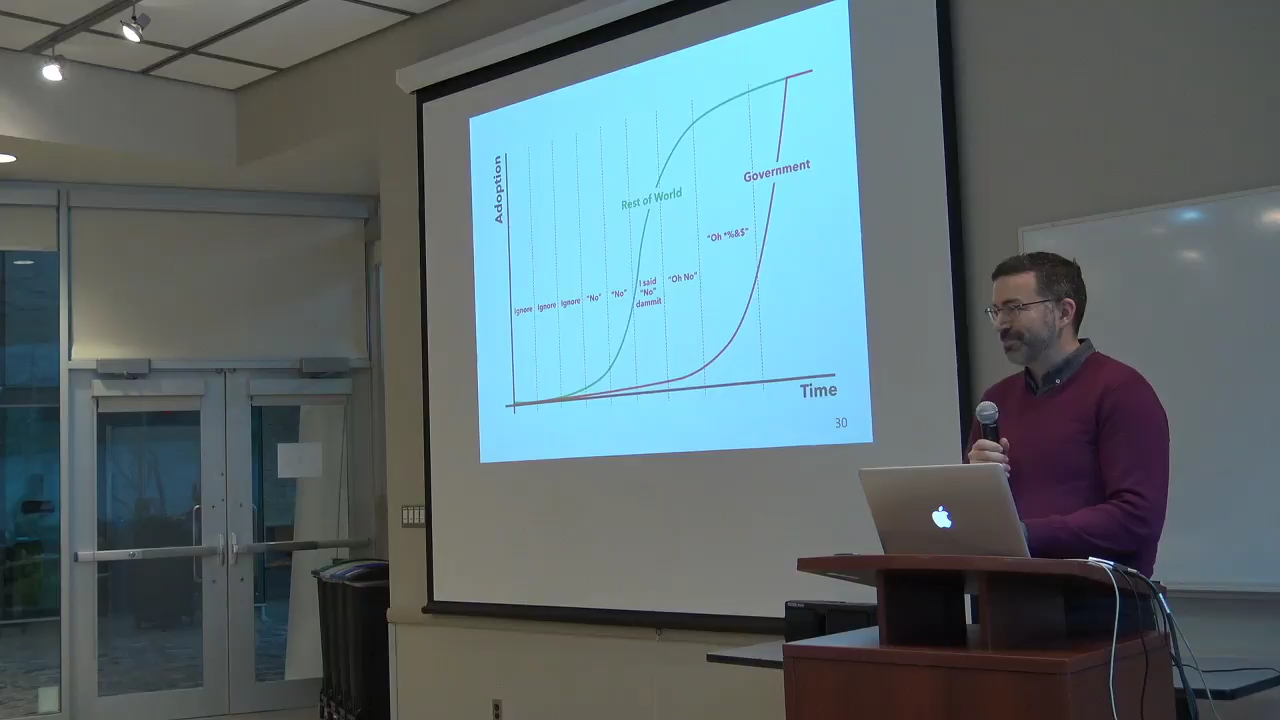 Adoption
Rest of World
Government
"Oh *%&$"
Ignore
Ignore
Ignore
"No"
"No"
I said
"No"
dammit
"Oh No"
Time
30